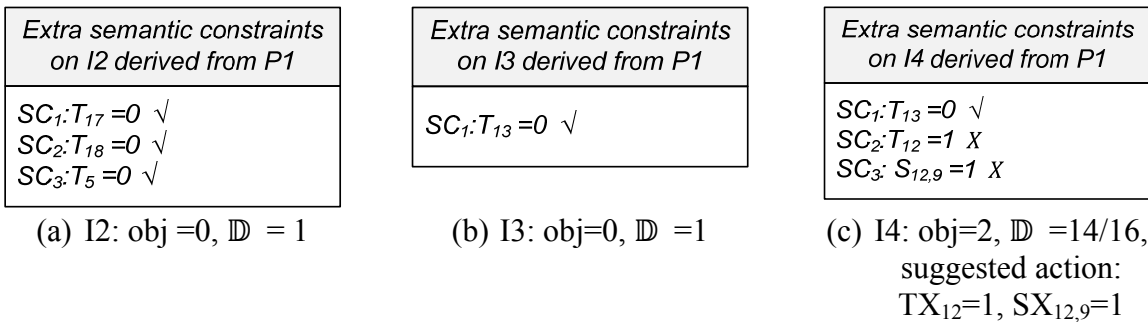 Extra semantic constraints
on I2 derived from P1
SC₁:T₁₇ =0 √
SC₂:T₁₈ =0 √
SC₃:T₅ =0 √
(a) I2: obj =0, 𝔻 = 1
Extra semantic constraints
on I3 derived from P1
SC₁:T₁₃ =0 √
(b) I3: obj=0, 𝔻 =1
Extra semantic constraints
on I4 derived from P1
SC₁:T₁₃ =0 √
SC₂:T₁₂ =1 X
SC₃: S₁₂,₉ =1 X
(c) I4: obj=2, 𝔻 =14/16,
suggested action:
TX₁₂=1, SX₁₂,₉=1